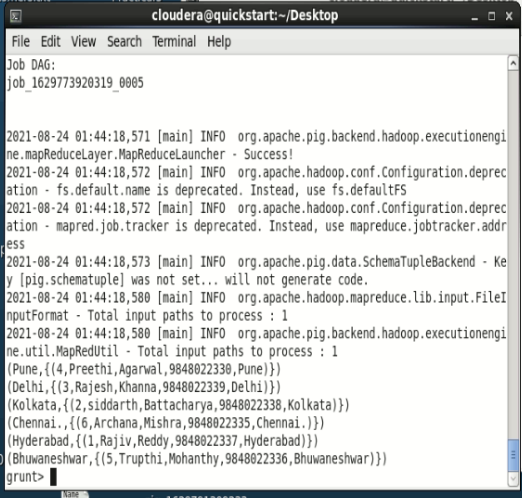 cloudera@quickstart:~/Desktop
File Edit View Search Terminal Help
Job DAG:
job_1629773920319_0005
2021-08-24 01:44:18,571 [main] INFO  org.apache.pig.backend.hadoop.executionengi
ne.mapReduceLayer.MapReduceLauncher - Success!
2021-08-24 01:44:18,572 [main] INFO  org.apache.hadoop.conf.Configuration.deprec
ation - fs.default.name is deprecated. Instead, use fs.defaultFS
2021-08-24 01:44:18,572 [main] INFO  org.apache.hadoop.conf.Configuration.deprec
ation - mapred.job.tracker is deprecated. Instead, use mapreduce.jobtracker.addr
ess
2021-08-24 01:44:18,573 [main] INFO  org.apache.pig.data.SchemaTupleBackend - Ke
y [pig.schematuple] was not set... will not generate code.
2021-08-24 01:44:18,580 [main] INFO  org.apache.hadoop.mapreduce.lib.input.FileI
nputFormat - Total input paths to process : 1
2021-08-24 01:44:18,580 [main] INFO  org.apache.pig.backend.hadoop.executionengi
ne.util.MapRedUtil - Total input paths to process : 1
(Pune,{(4,Preethi,Agarwal,9848022330,Pune)})
(Delhi,{(3,Rajesh,Khanna,9848022339,Delhi)})
(Kolkata,{(2,siddarth,Battacharya,9848022338,Kolkata)})
(Chennai.,{(6,Archana,Mishra,9848022335,Chennai.)})
(Hyderabad,{(1,Rajiv,Reddy,9848022337,Hyderabad)})
(Bhuwaneshwar,{(5,Trupthi,Mohanthy,9848022336,Bhuwaneshwar)})
grunt>
Name